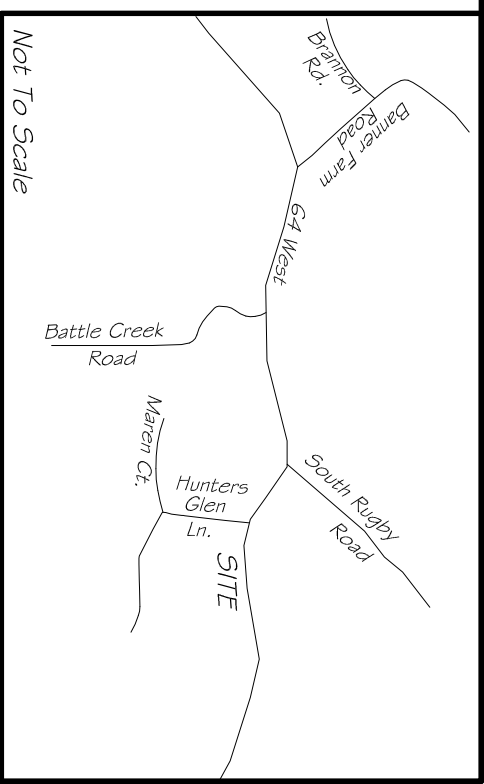 Not To Scale
Brannon
Rd.
Banner Farm
Road
64 West
Battle Creek
Road
Maren Ct.
Hunters
Glen
Ln.
South Rugby
Road
SITE